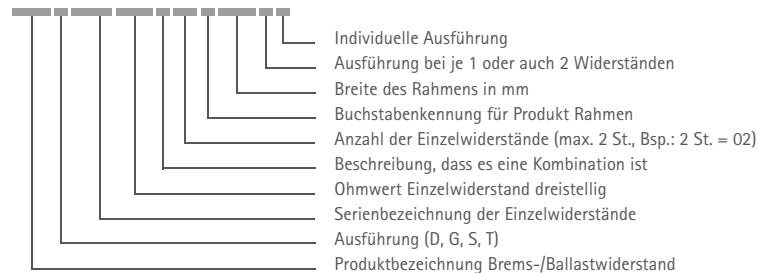 Individuelle Ausführung
Ausführung bei je 1 oder auch 2 Widerständen
Breite des Rahmens in mm
Buchstabenkennung für Produkt Rahmen
Anzahl der Einzelwiderstände (max. 2 St., Bsp.: 2 St. = 02)
Beschreibung, dass es eine Kombination ist
Ohmwert Einzelwiderstand dreistellig
Serienbezeichnung der Einzelwiderstände
Ausführung (D, G, S, T)
Produktbezeichnung Brems-/Ballastwiderstand